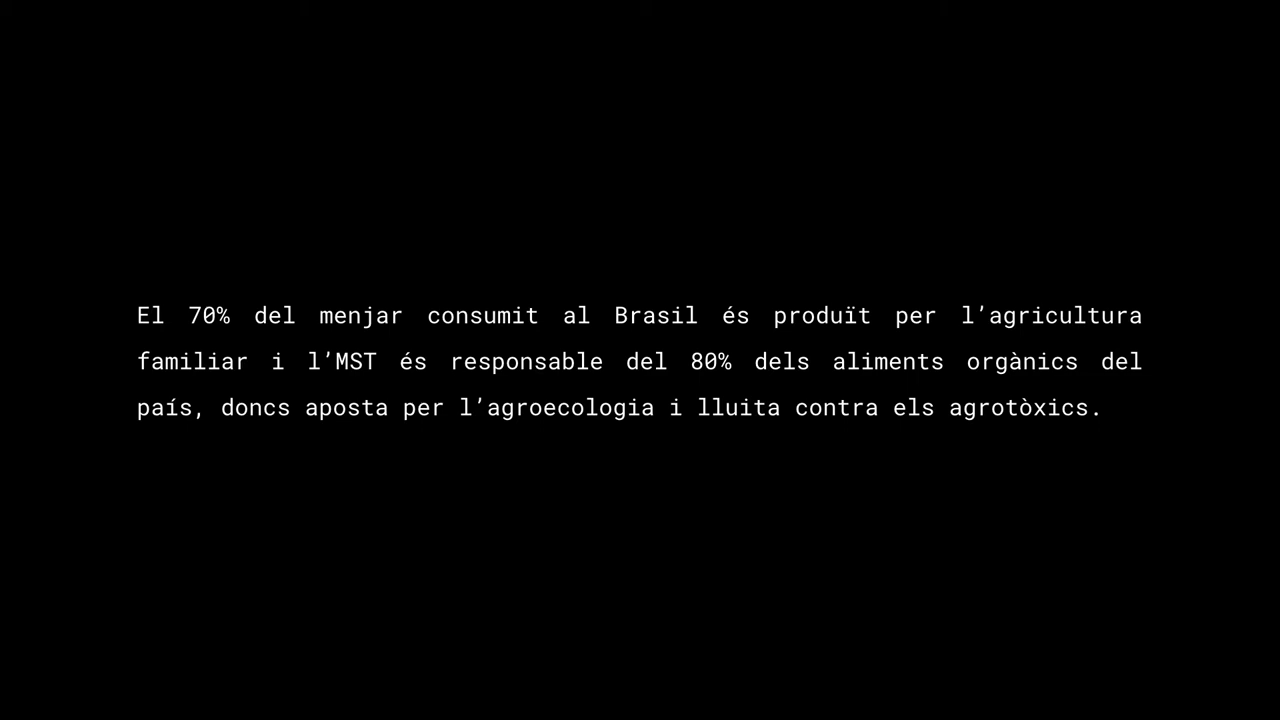 El 70% del menjar consumit al Brasil és produït per l’agricultura
familiar i l’MST és responsable del 80% dels aliments orgànics del
país, doncs aposta per l’agroecologia i lluita contra els agrotòxics.